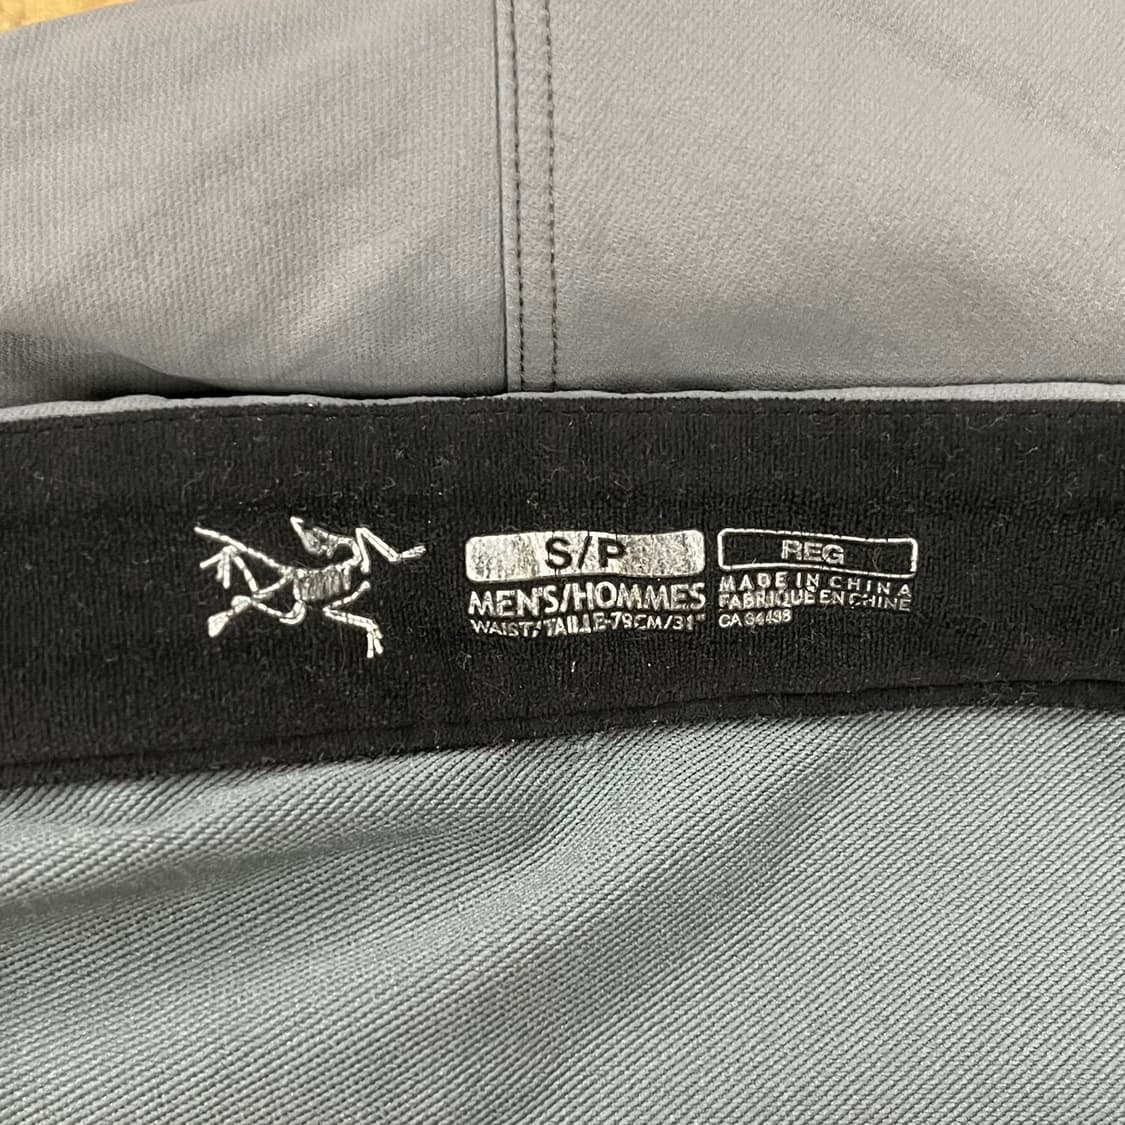 S/P
MEN'S/HOMMES
WAIST/TAILLE-79CM/31"
REG
MADE IN CHINA
FABRIQUE EN CHINE
CA 34438